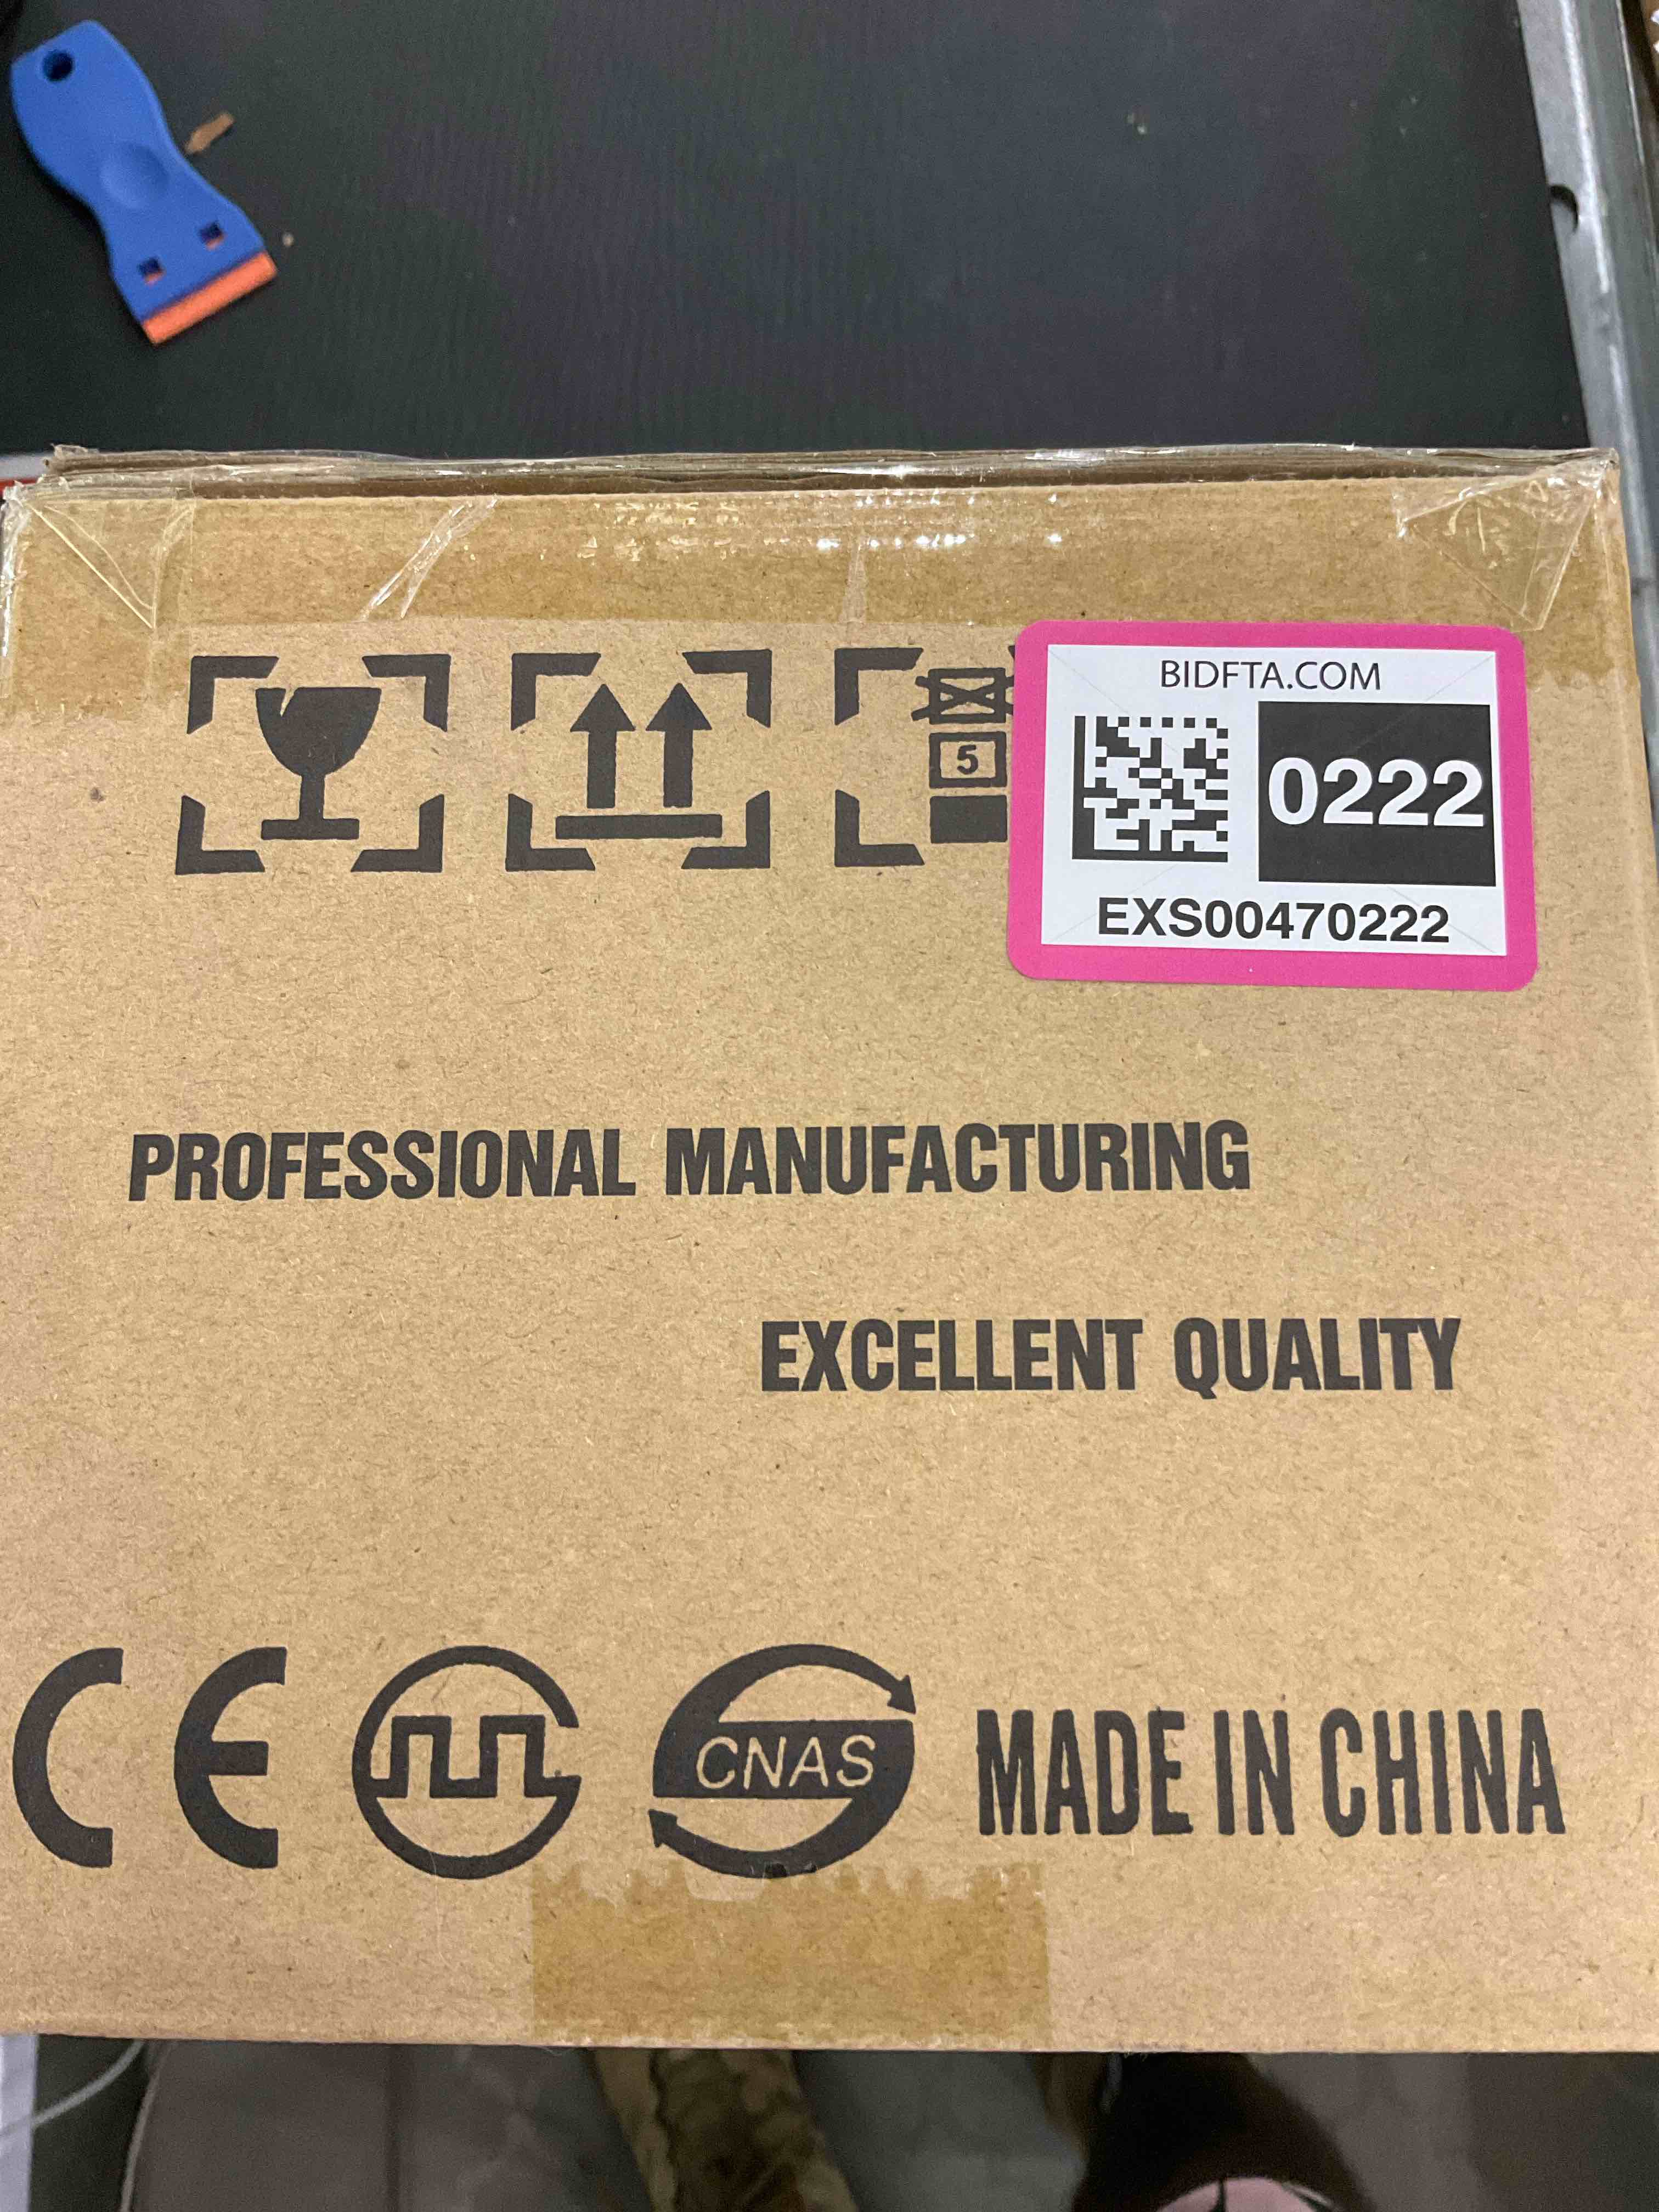 BIDFTA.COM
5
0222
EXS00470222
PROFESSIONAL MANUFACTURING
EXCELLENT QUALITY
CE
CNAS
MADE IN CHINA